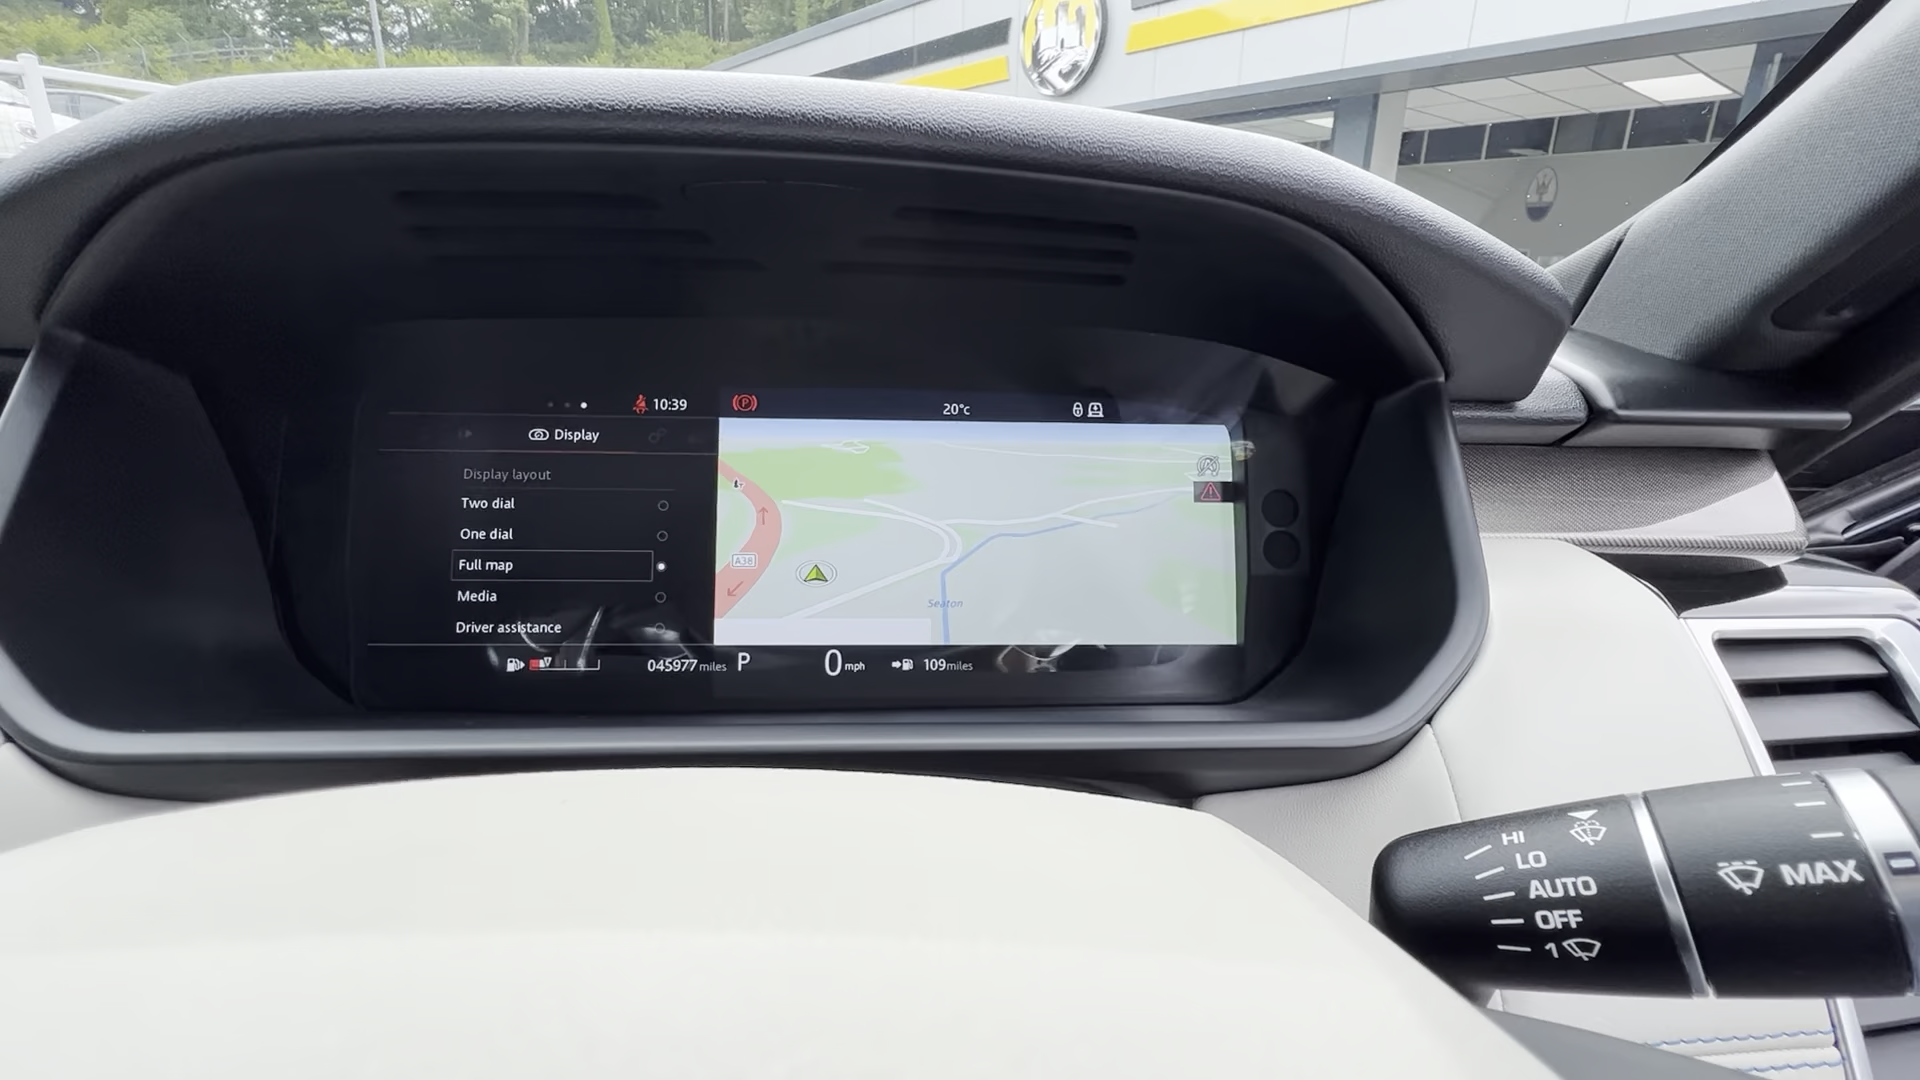 10:39
20°c
Display
Display layout
Two dial
One dial
Full map
Media
Driver assistance
A38
Seaton
045977 miles P 0 mph 109 miles
HI
LO
AUTO
OFF
1
MAX